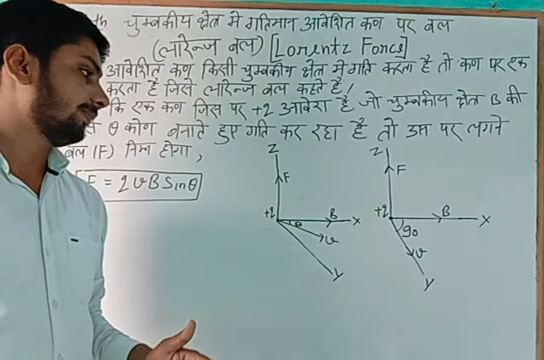 th चुम्बकीय क्षेत्र में गतिमान आवेशित कण पर बल
(लारेन्ज बल) [Lorentz Force]
आवेशित कण किसी चुम्बकीय क्षेत्र में गति करता है तो कण पर एक
करता है जिसे लारेन्ज बल कहते है!
कि एक कण जिस पर +q आवेश है जो चुम्बकीय क्षेत्र B की
θ कोण बनाते हुए गति कर रहा है तो उस पर लगने
बल (F) निम्न होगा,
F = qvBSinθ
Z F +q θ B X v Y
Z F +q B X 90 v Y